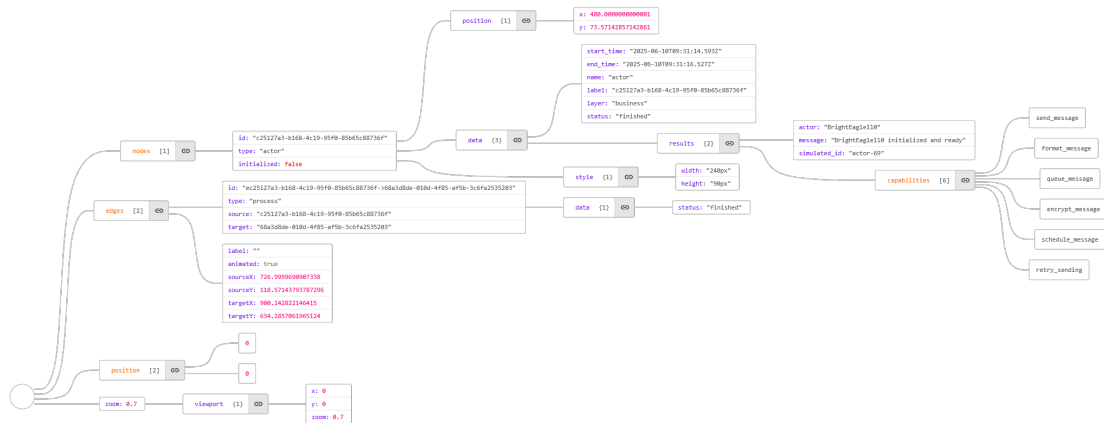 position {1}
x: 480.0000000000001
y: 73.57142857142861
start_time: "2025-06-10T09:31:14.593Z"
end_time: "2025-06-10T09:31:16.527Z"
name: "actor"
label: "c25127a3-b168-4c19-95f0-85b65c88736f"
layer: "business"
status: "finished"
nodes [1]
id: "c25127a3-b168-4c19-95f0-85b65c88736f"
type: "actor"
initialized: false
data {3}
results {2}
actor: "BrightEagle110"
message: "BrightEagle110 initialized and ready"
simulated_id: "actor-69"
capabilities [6]
send_message
format_message
queue_message
encrypt_message
schedule_message
retry_sending
style {1}
width: "240px"
height: "90px"
edges [2]
id: "ec25127a3-b168-4c19-95f0-85b65c88736f->68a3d8de-010d-4f85-af5b-3c6fa2535203"
type: "process"
source: "c25127a3-b168-4c19-95f0-85b65c88736f"
target: "68a3d8de-010d-4f85-af5b-3c6fa2535203"
data {1}
status: "finished"
label: ""
animated: true
sourceX: 726.9999690907338
sourceY: 118.57143793787296
targetX: 900.142822146415
targetY: 634.2857061965124
position [2]
0
0
zoom: 0.7
viewport {1}
x: 0
y: 0
zoom: 0.7